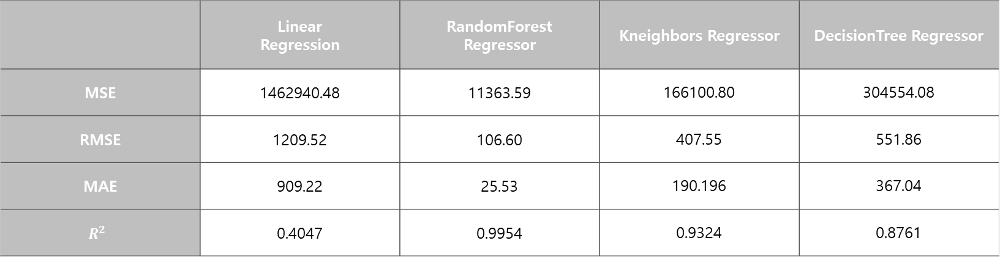 Linear
Regression
RandomForest
Regressor
Kneighbors Regressor
DecisionTree Regressor
MSE
1462940.48
11363.59
166100.80
304554.08
RMSE
1209.52
106.60
407.55
551.86
MAE
909.22
25.53
190.196
367.04
R²
0.4047
0.9954
0.9324
0.8761